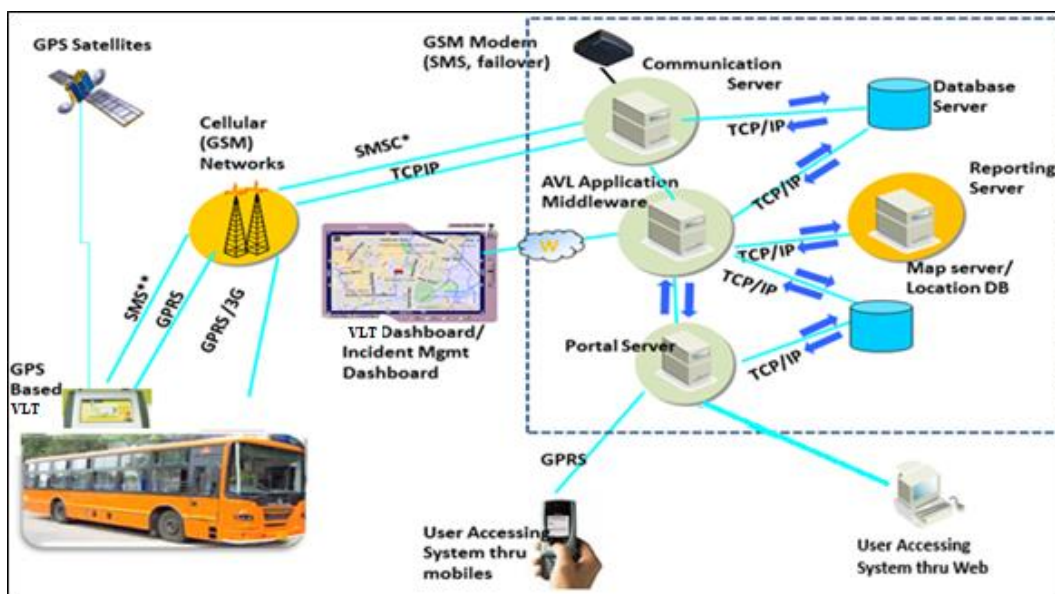 GPS Satellites
Cellular
(GSM)
Networks
SMSC*
TCPIP
GSM Modem
(SMS, failover)
Communication
Server
Database
Server
TCP/IP
TCP/IP
AVL Application
Middleware
Reporting
Server
TCP/IP
TCP/IP
Map server/
Location DB
W
VLT Dashboard/
Incident Mgmt
Dashboard
SMS**
GPRS
GPRS /3G
GPS
Based
VLT
Portal Server
TCP/IP
GPRS
User Accessing
System thru
mobiles
User Accessing
System thru Web